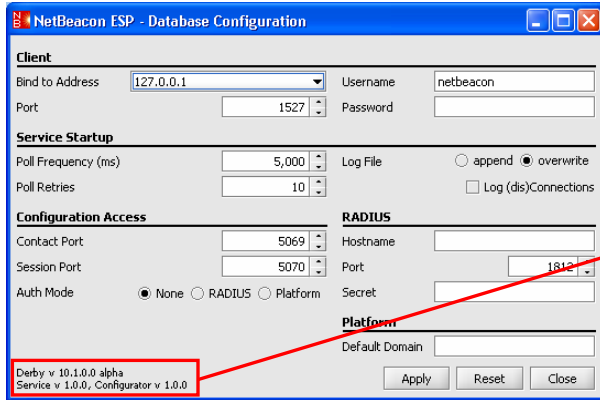 NetBeacon ESP - Database Configuration
Client
Bind to Address 127.0.0.1 Username netbeacon
Port 1527 Password
Service Startup
Poll Frequency (ms) 5,000 Log File append overwrite
Poll Retries 10 Log (dis)Connections
Configuration Access RADIUS
Contact Port 5069 Hostname
Session Port 5070 Port 1812
Auth Mode None RADIUS Platform Secret
Platform
Default Domain
Derby v 10.1.0.0 alpha
Service v 1.0.0, Configurator v 1.0.0
Apply Reset Close